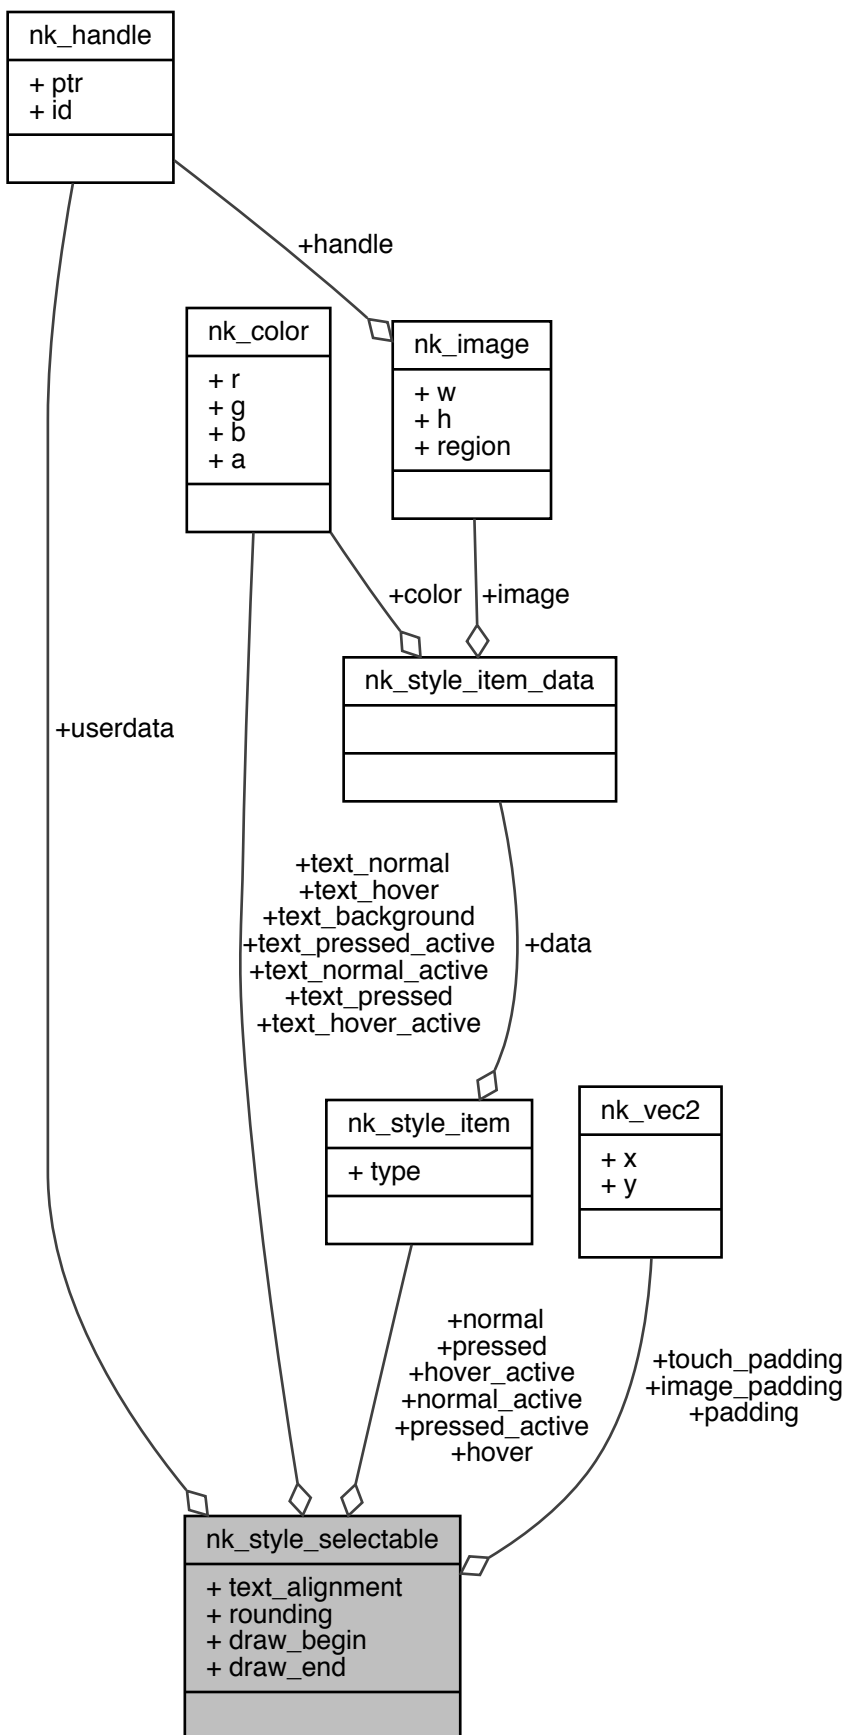 nk_handle
+ ptr
+ id
+handle
nk_color
+ r
+ g
+ b
+ a
nk_image
+ w
+ h
+ region
+color
+image
nk_style_item_data
+userdata
+text_normal
+text_hover
+text_background
+text_pressed_active
+text_normal_active
+text_pressed
+text_hover_active
+data
nk_style_item
+ type
nk_vec2
+ x
+ y
+normal
+pressed
+hover_active
+normal_active
+pressed_active
+hover
+touch_padding
+image_padding
+padding
nk_style_selectable
+ text_alignment
+ rounding
+ draw_begin
+ draw_end